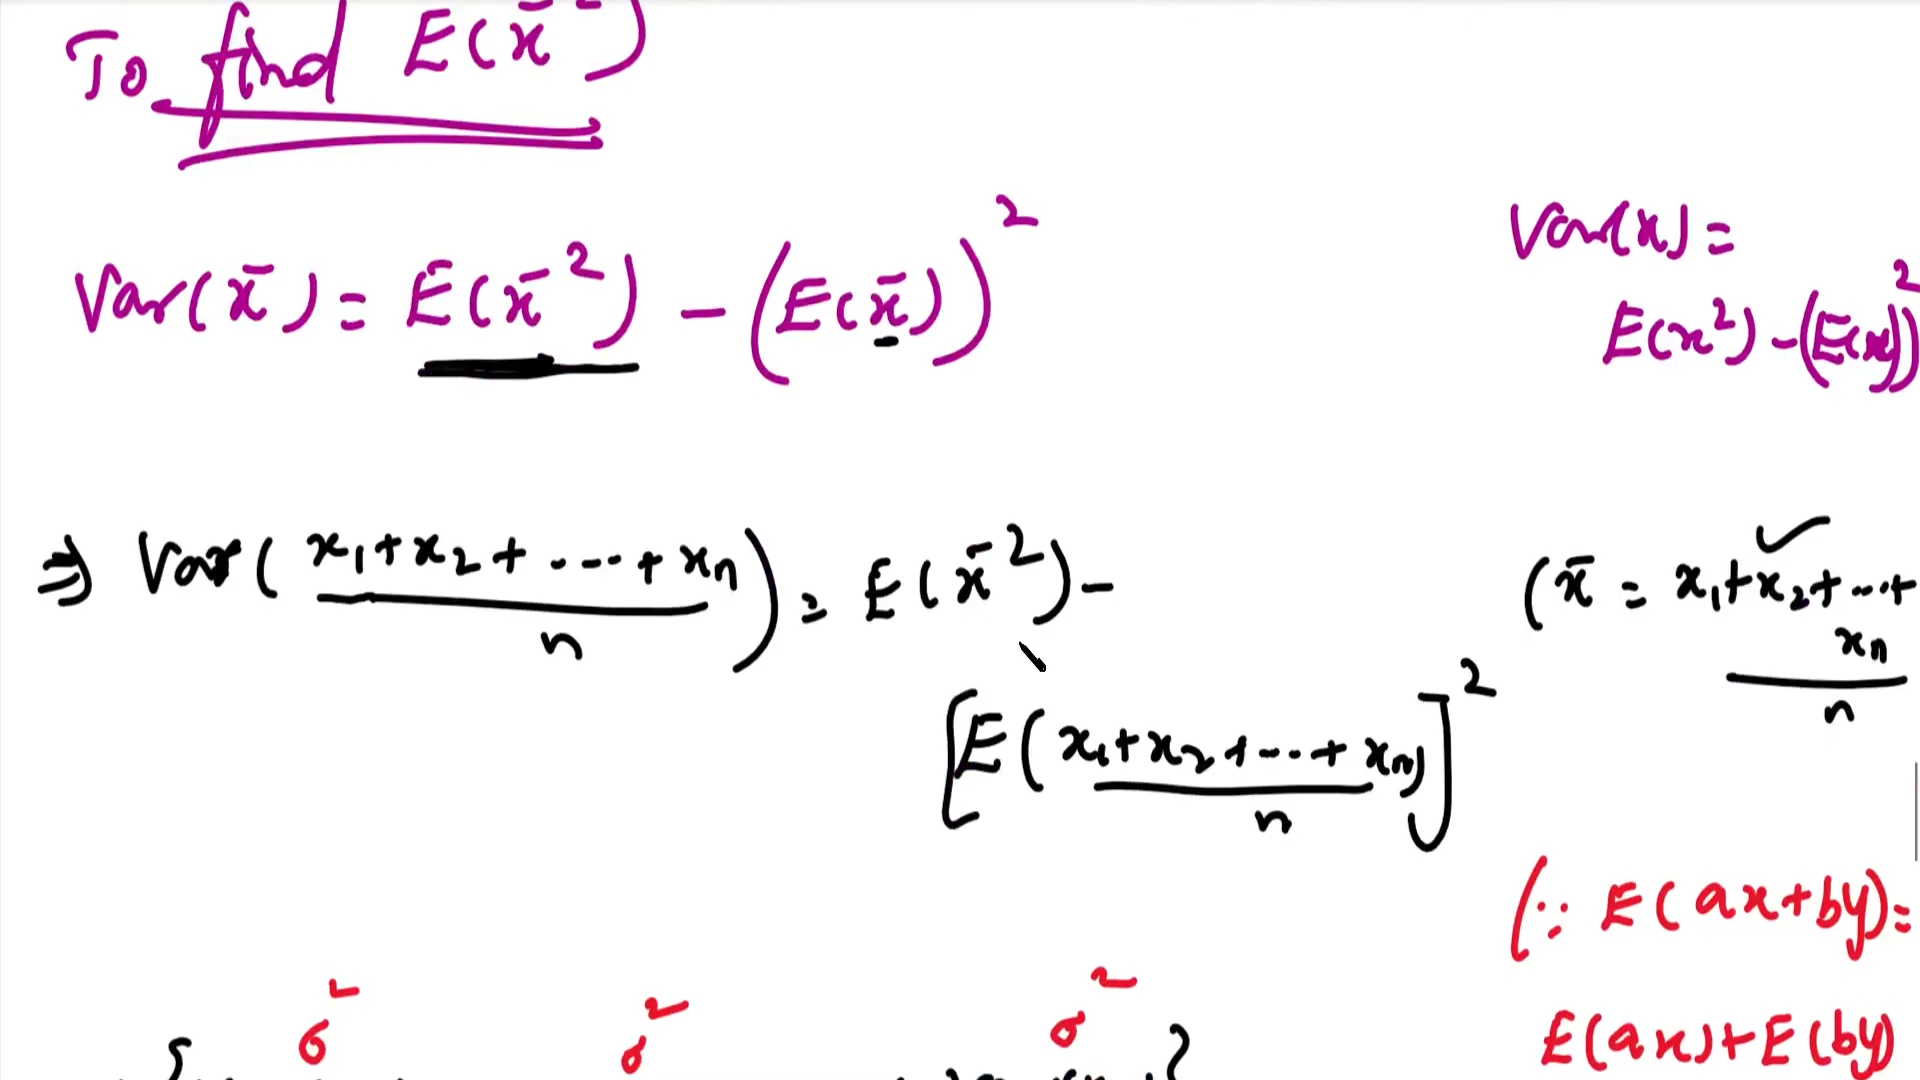 To find E(x̄²)
Var(x̄) = E(x̄²) - (E(x̄))²
Var(x) =
E(x²) - (E(x))²
⇒ Var( x₁+x₂+ ....+ xₙ / n ) = E(x̄²) -
[E( x₁+x₂+...+ xₙ / n )]²
(x̄ = x₁+x₂+...+
xₙ
n
(∵ E(ax+by) =
E(ax)+E(by)
σ² σ² σ²